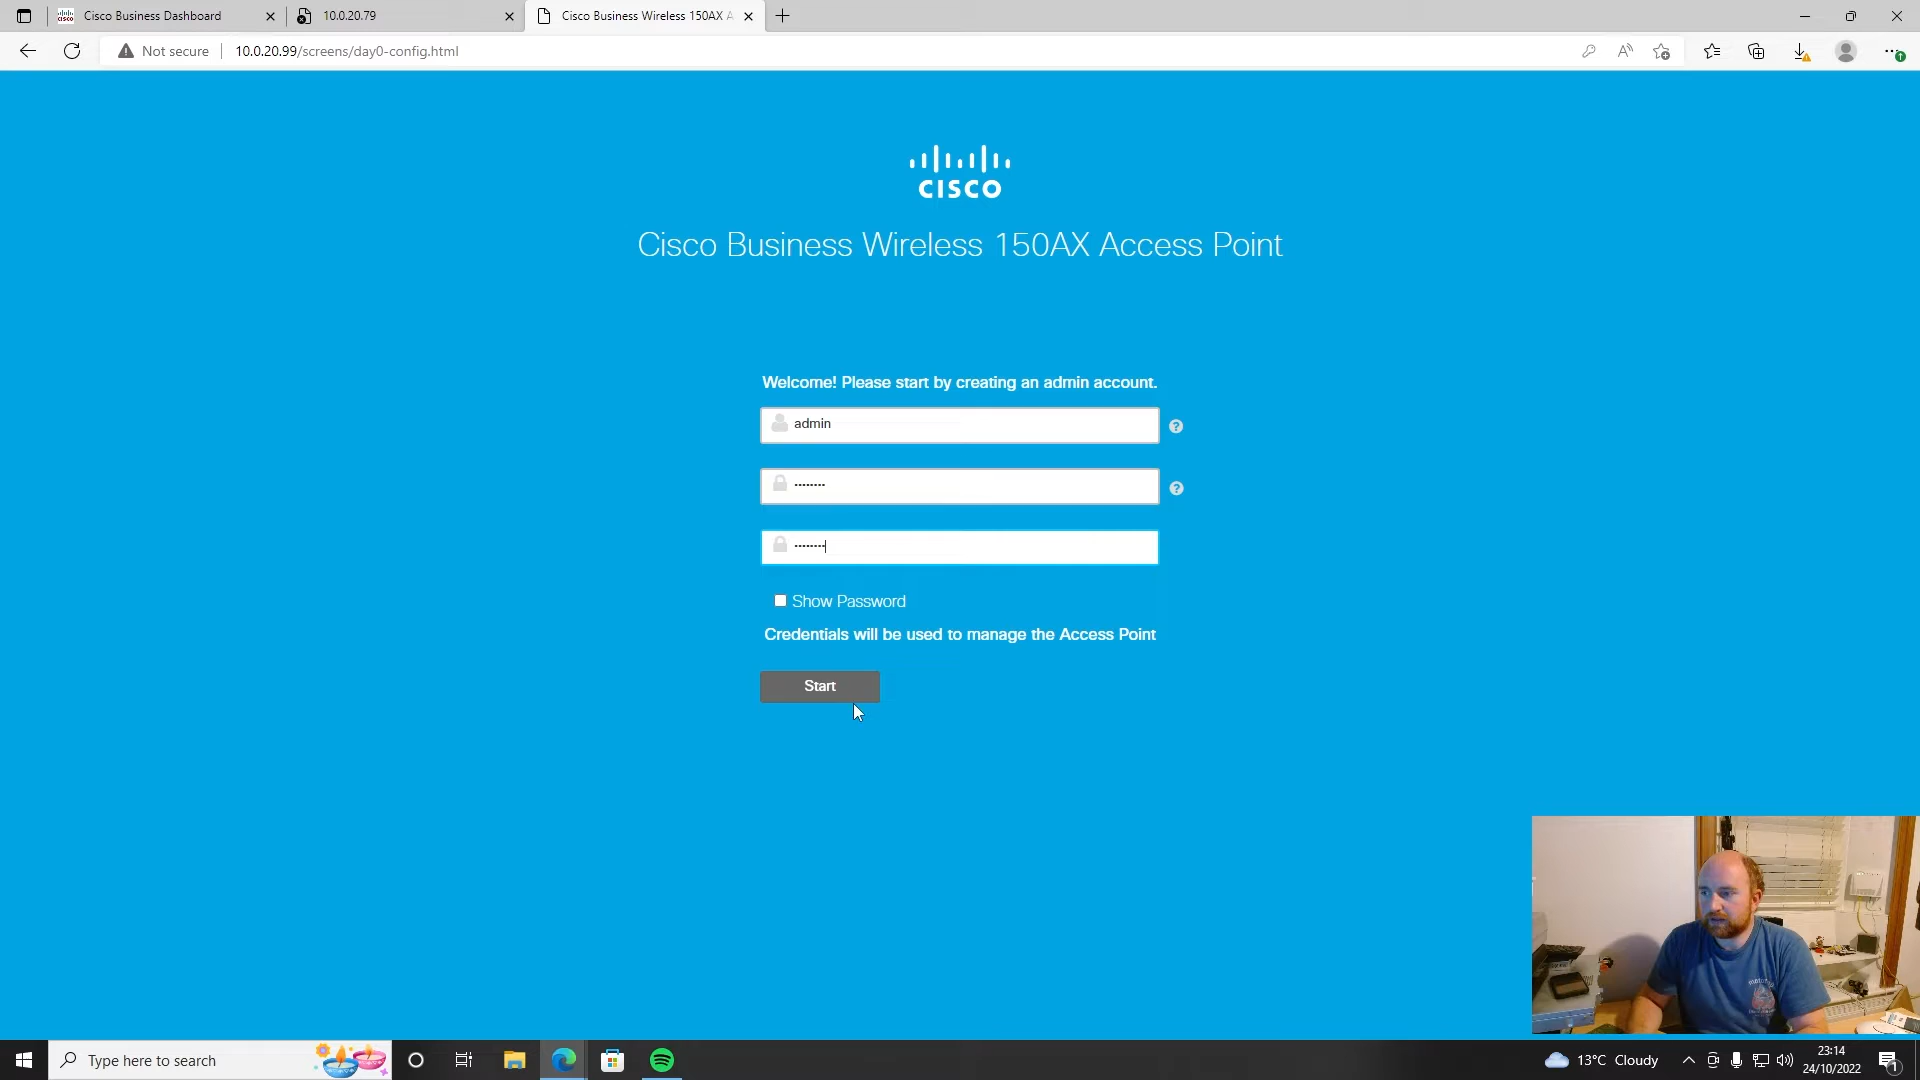 Cisco Business Dashboard
10.0.20.79
Cisco Business Wireless 150AX A
Not secure
10.0.20.99/screens/day0-config.html
CISCO
Cisco Business Wireless 150AX Access Point
Welcome! Please start by creating an admin account.
admin
Show Password
Credentials will be used to manage the Access Point
Start
Type here to search
13°C Cloudy
23:14
24/10/2022
1